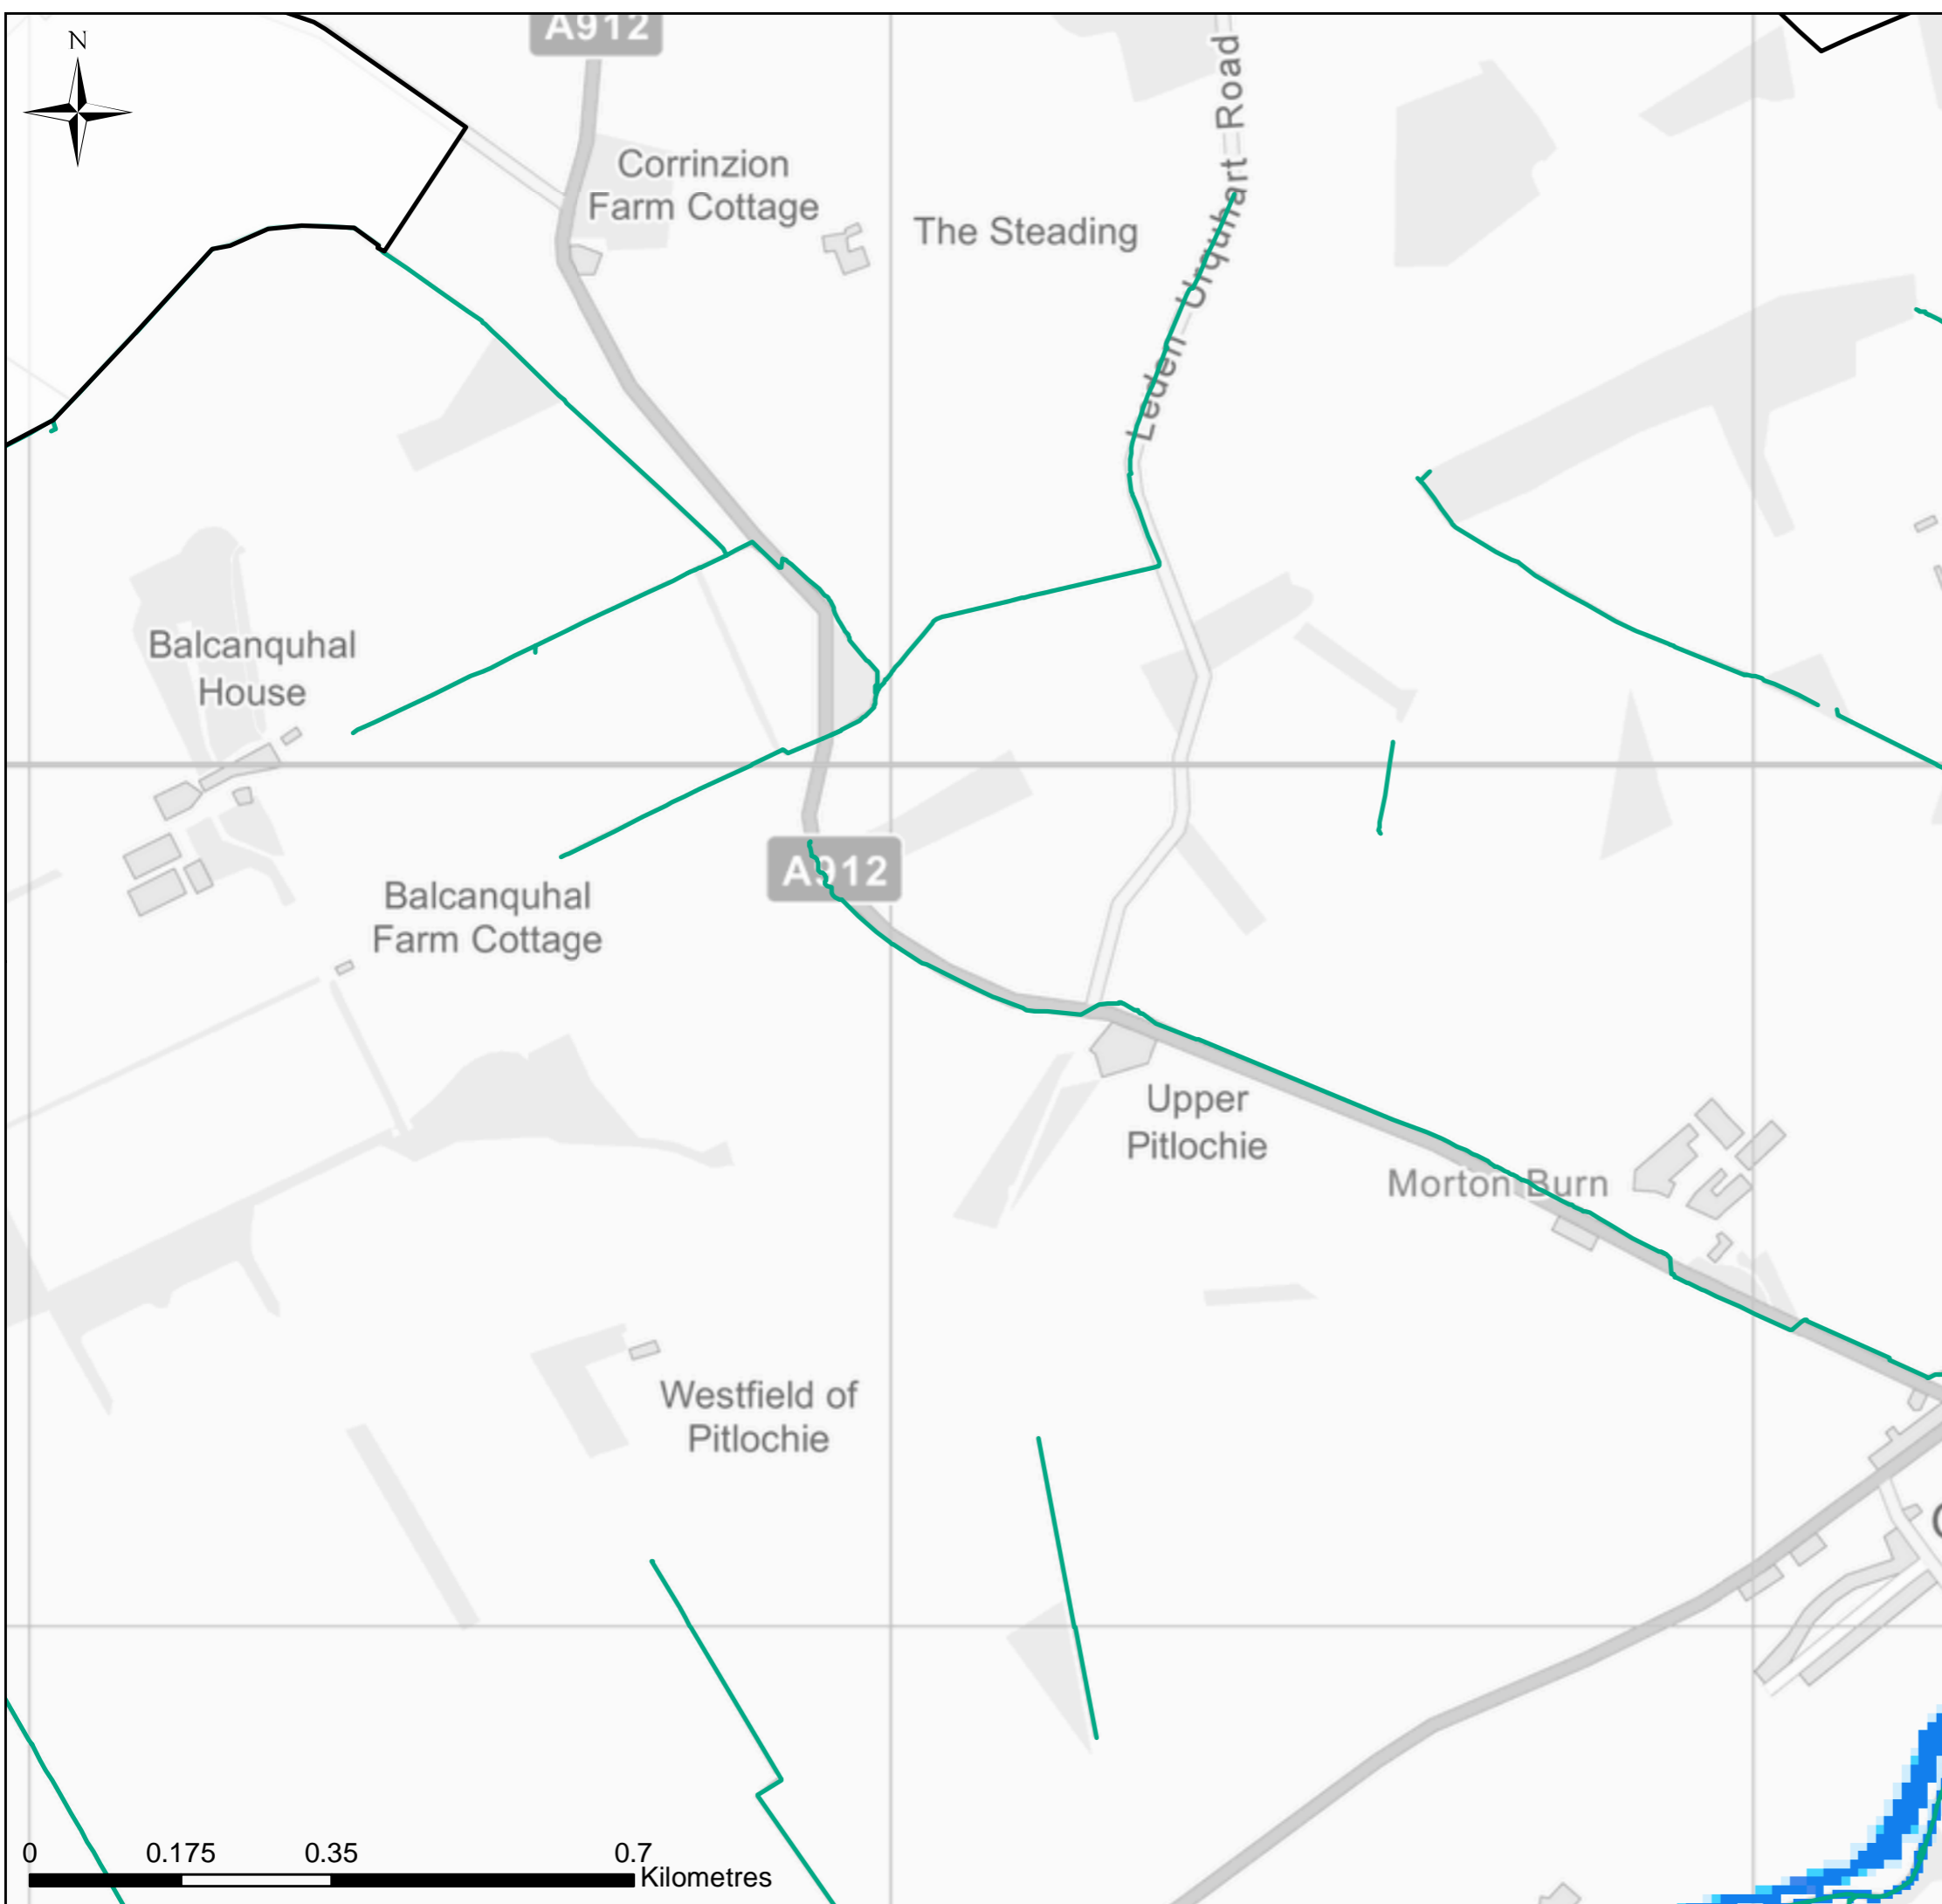 A912
N
Corrinzion
Farm Cottage
The Steading
Leden Urquhart Road
Balcanquhal
House
A912
Balcanquhal
Farm Cottage
Upper
Pitlochie
Morton Burn
Westfield of
Pitlochie
0 0.175 0.35 0.7
Kilometres